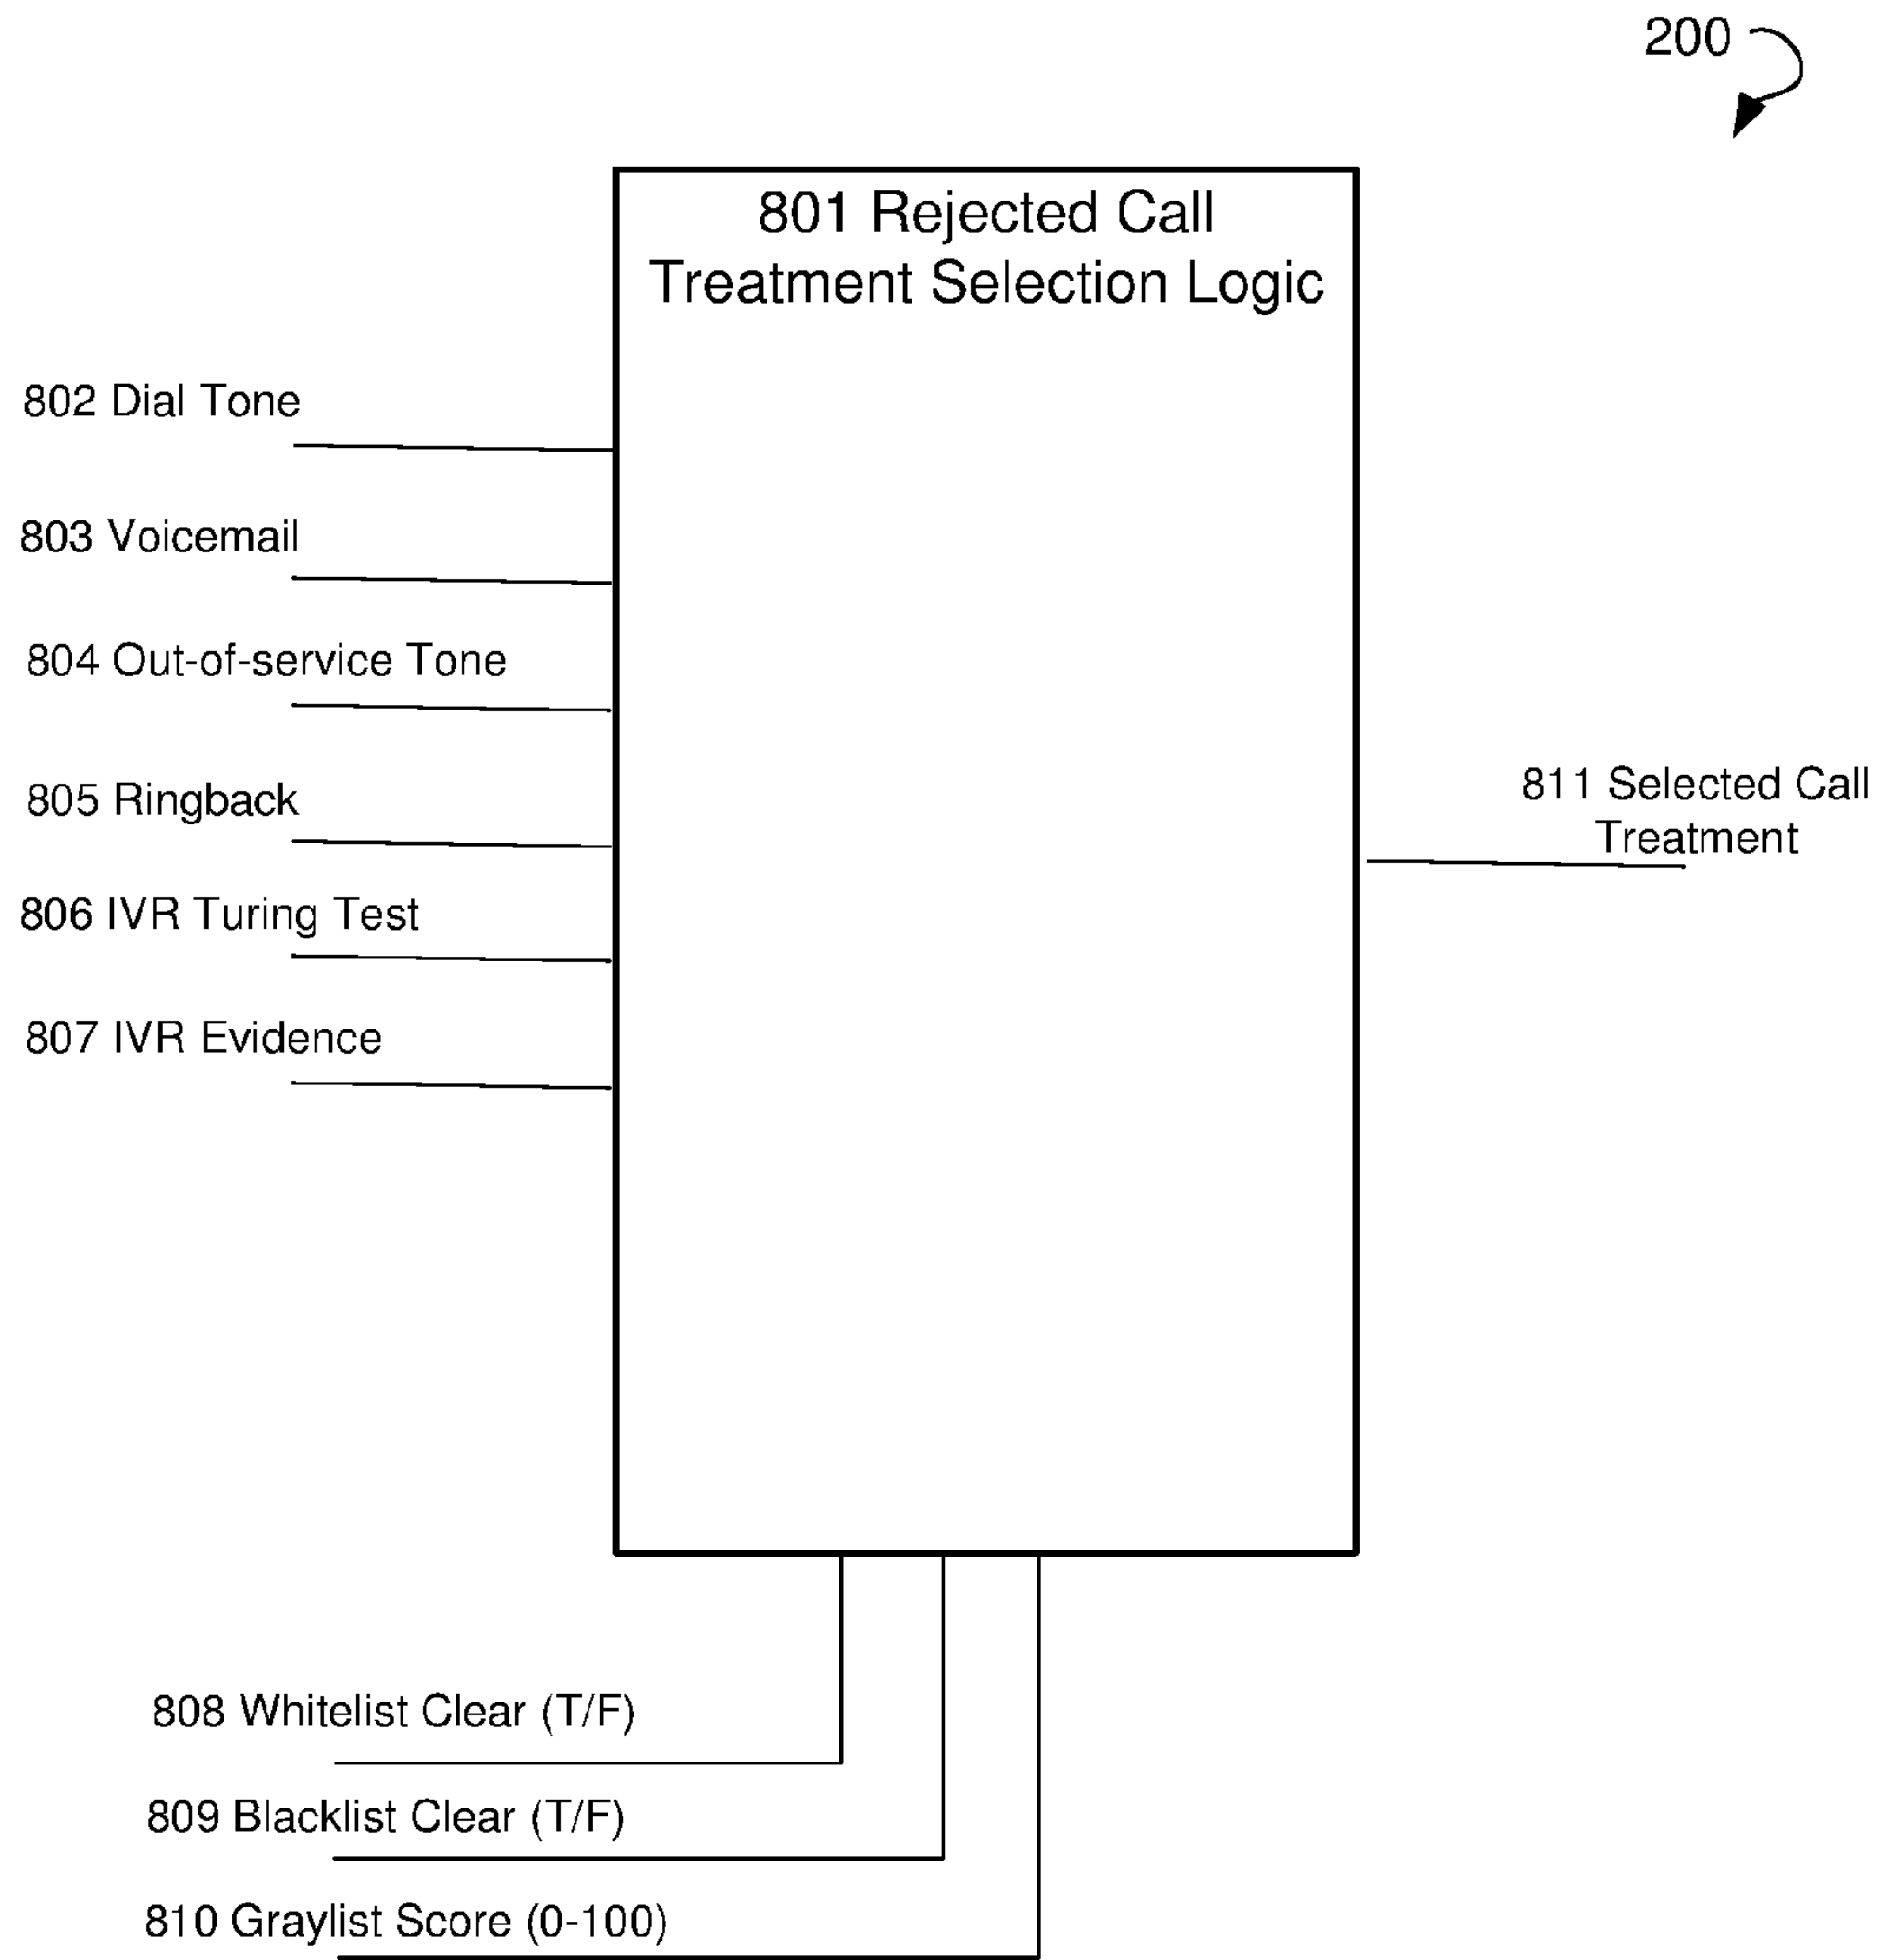 200
801 Rejected Call
Treatment Selection Logic
802 Dial Tone
803 Voicemail
804 Out-of-service Tone
805 Ringback
806 IVR Turing Test
807 IVR Evidence
811 Selected Call
Treatment
808 Whitelist Clear (T/F)
809 Blacklist Clear (T/F)
810 Graylist Score (0-100)